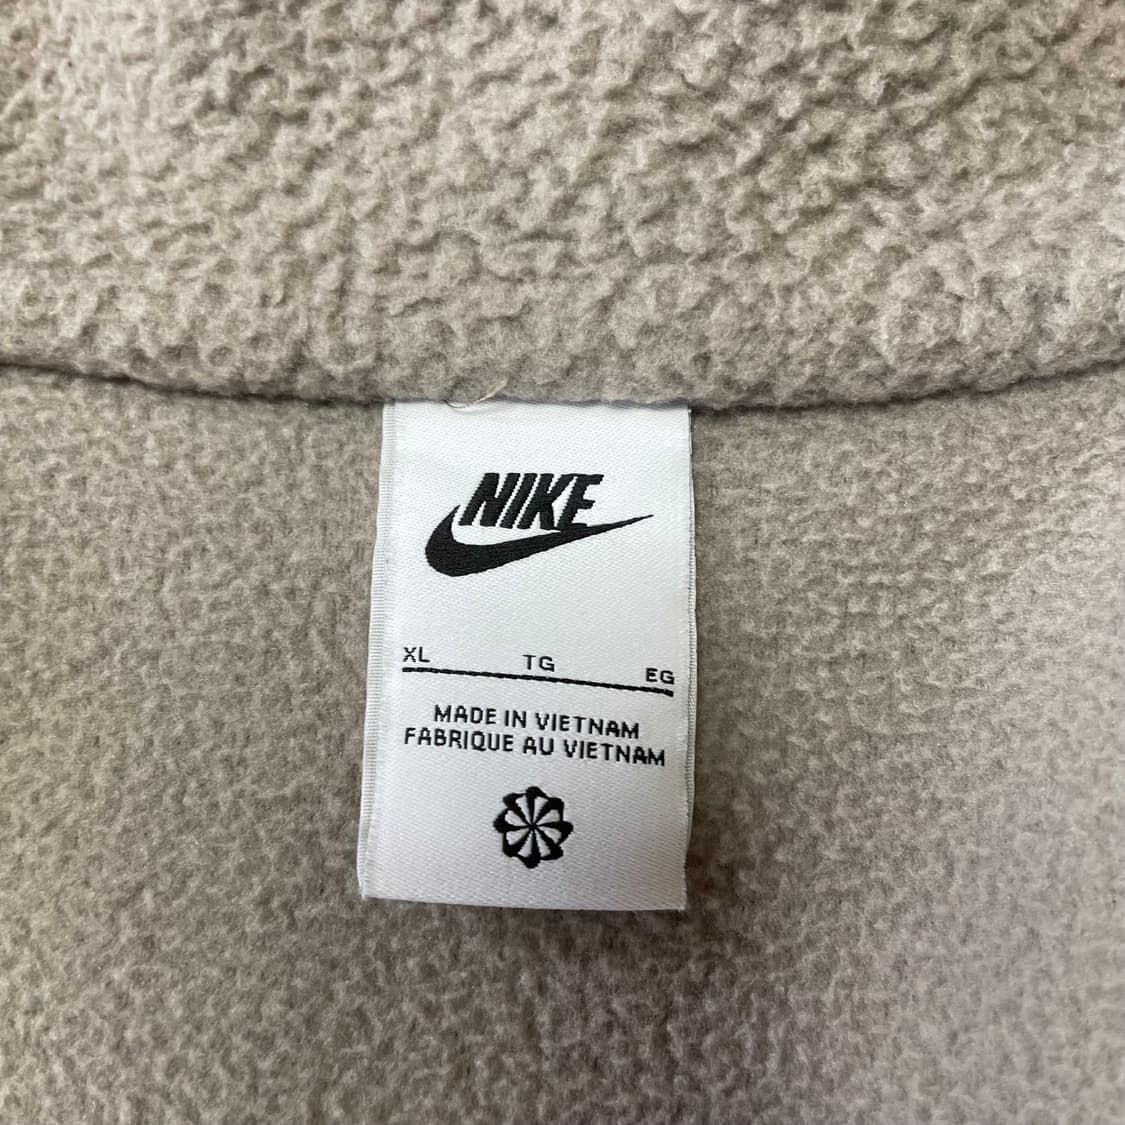 NIKE
XL TG EG
MADE IN VIETNAM
FABRIQUE AU VIETNAM